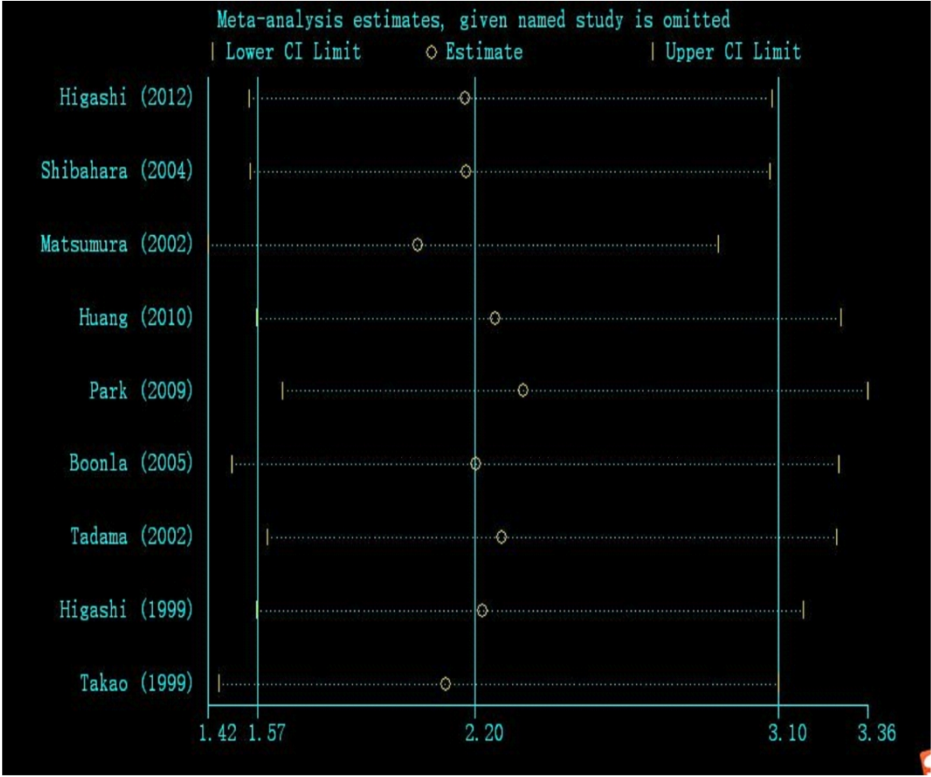 Meta-analysis estimates, given named study is omitted
| Lower CI Limit ○ Estimate | Upper CI Limit
Higashi (2012)
Shibahara (2004)
Matsumura (2002)
Huang (2010)
Park (2009)
Boonla (2005)
Tadama (2002)
Higashi (1999)
Takao (1999)
1.42 1.57 2.20 3.10 3.36